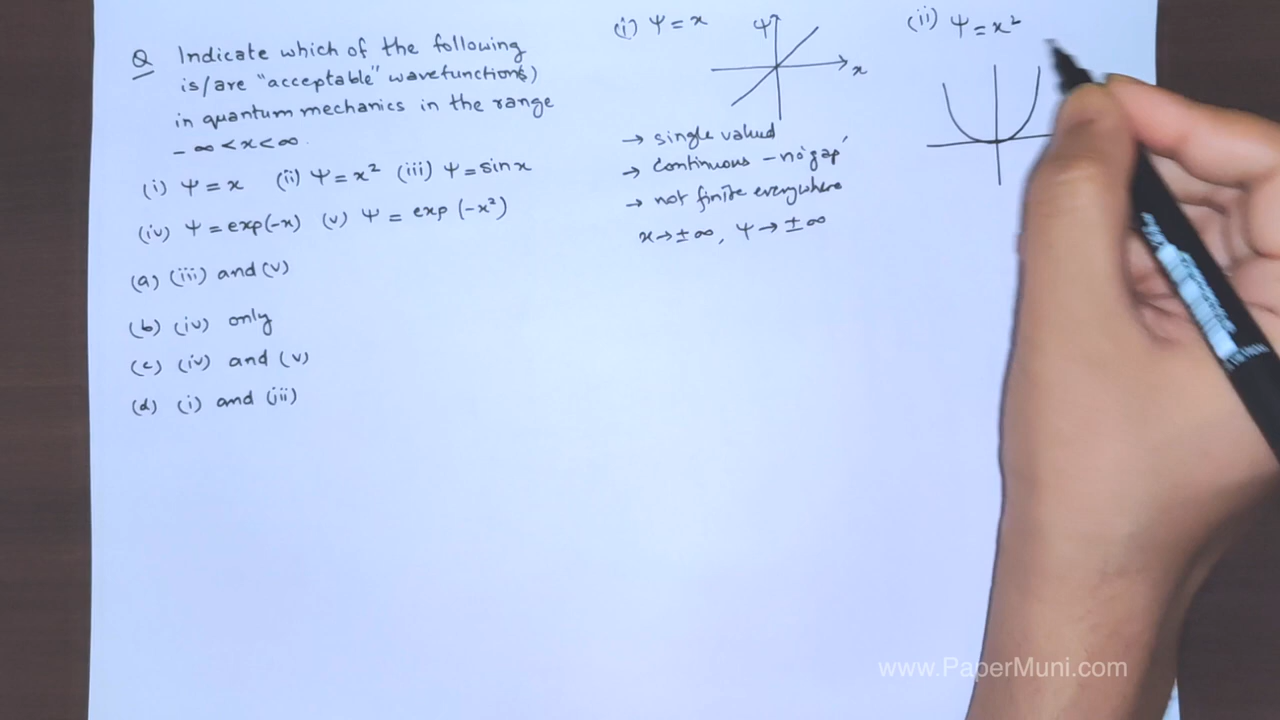 Q Indicate which of the following
is/are "acceptable" wavefunction(s)
in quantum mechanics in the range
- ∞ < x < ∞.
(i) Ψ = x (ii) Ψ = x² (iii) Ψ = sin x
(iv) Ψ = exp(-x) (v) Ψ = exp (-x²)
(a) (iii) and (v)
(b) (iv) only
(c) (iv) and (v)
(d) (i) and (iii)
(i) Ψ = x
Ψ
x
→ single valued
→ continuous - no 'gap'
→ not finite everywhere
x → ± ∞, Ψ → ± ∞
(ii) Ψ = x²
www.PaperMuni.com